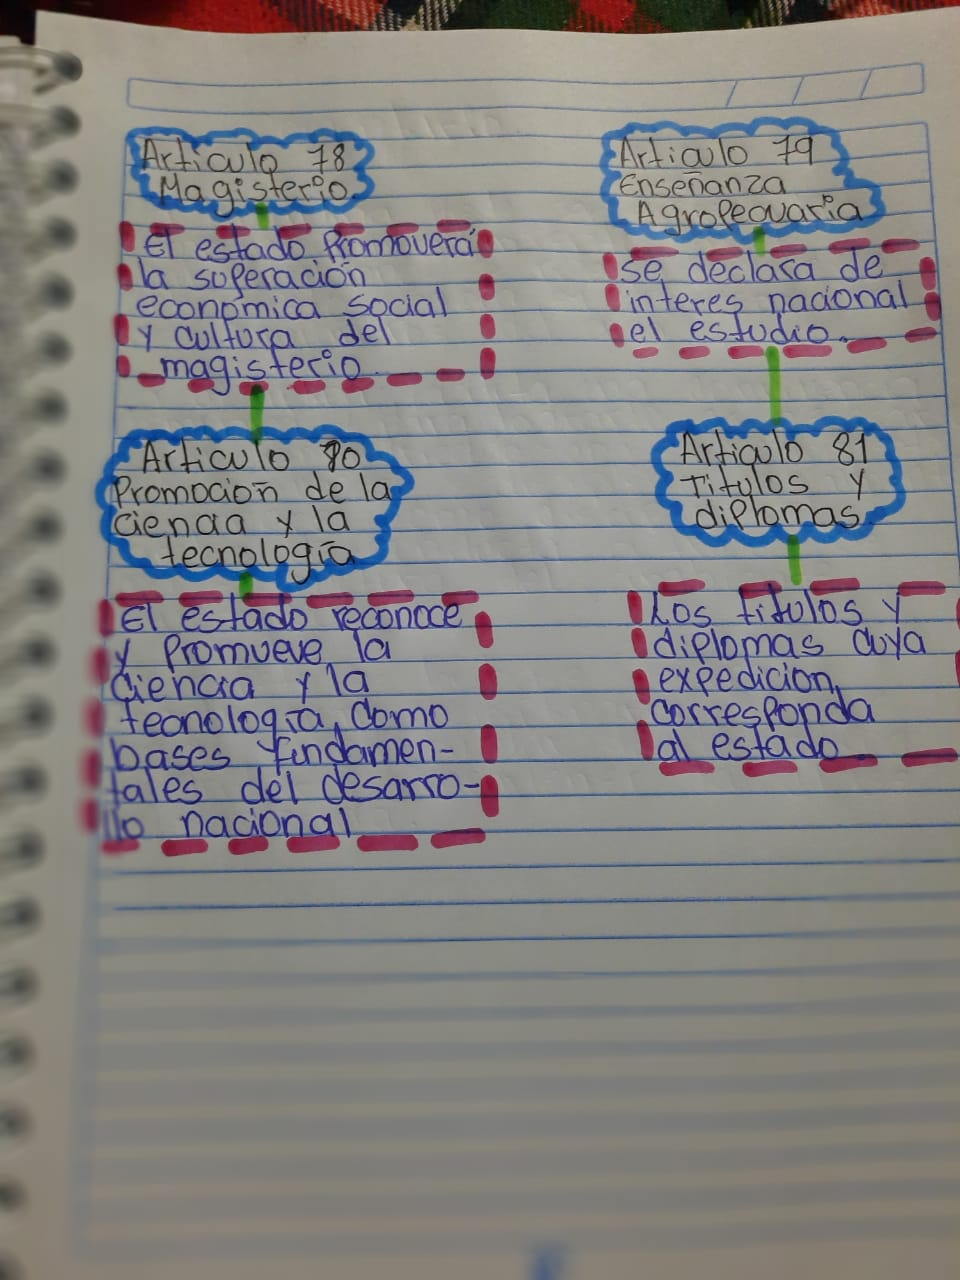 Articulo 78
Magisterio.
El estado promoverá
la superación
económica social
y cultura del
magisterio.
Articulo 80
Promoción de la
ciencia y la
tecnología
El estado reconoce
y promueve la
ciencia y la
tecnología, como
bases fundamen-
tales del desarro-
llo nacional
Articulo 79
Enseñanza
Agropecuaria
se declara de
interes nacional
el estudio.
Articulo 81
Titulos y
diplomas.
Los titulos y
diplomas cuya
expedicion,
corresponda
al estado.